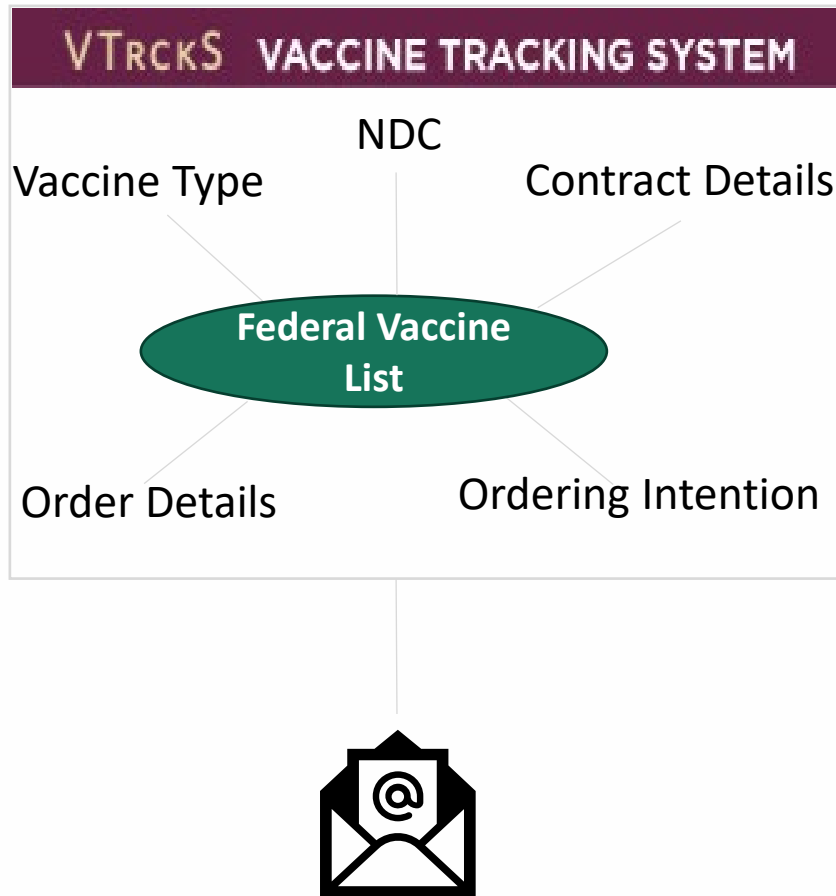 VTRCKS VACCINE TRACKING SYSTEM
NDC
Vaccine Type
Contract Details
Federal Vaccine
List
Order Details
Ordering Intention
@